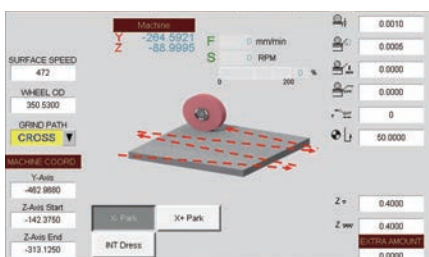 Machine
Y -264.5921
Z -88.9995
F 0 mm/min
S 0 RPM
0 %
0 200
SURFACE SPEED
472
WHEEL OD
350.5300
GRIND PATH
CROSS
MACHINE COORD
Y-Axis
-462.9880
Z-Axis Start
-142.3750
Z-Axis End
-313.1250
X- Park
X+ Park
INT Dress
0.0010
0.0005
0.0000
0.0000
0
50.0000
Z = 0.4000
Z 0.4000
EXTRA AMOUNT
0.0000